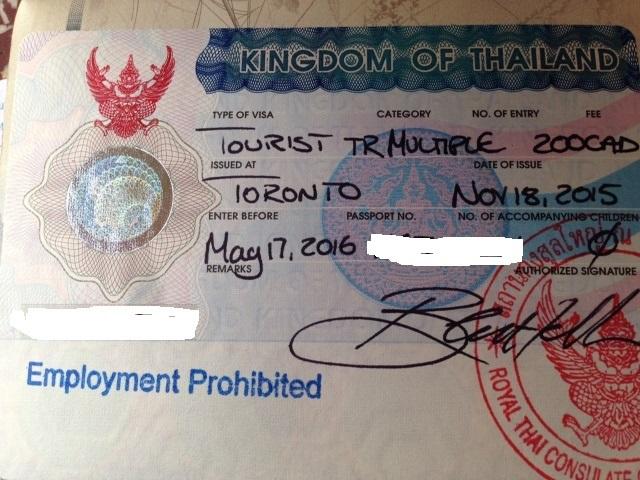 KINGDOM OF THAILAND
TYPE OF VISA CATEGORY NO. OF ENTRY FEE
TOURIST TR MULTIPLE 200CAD
ISSUED AT DATE OF ISSUE
TORONTO NOV 18, 2015
ENTER BEFORE PASSPORT NO. NO. OF ACCOMPANYING CHILDREN
May 17, 2016 Ø
REMARKS AUTHORIZED SIGNATURE
Employment Prohibited
ROYAL THAI CONSULATE